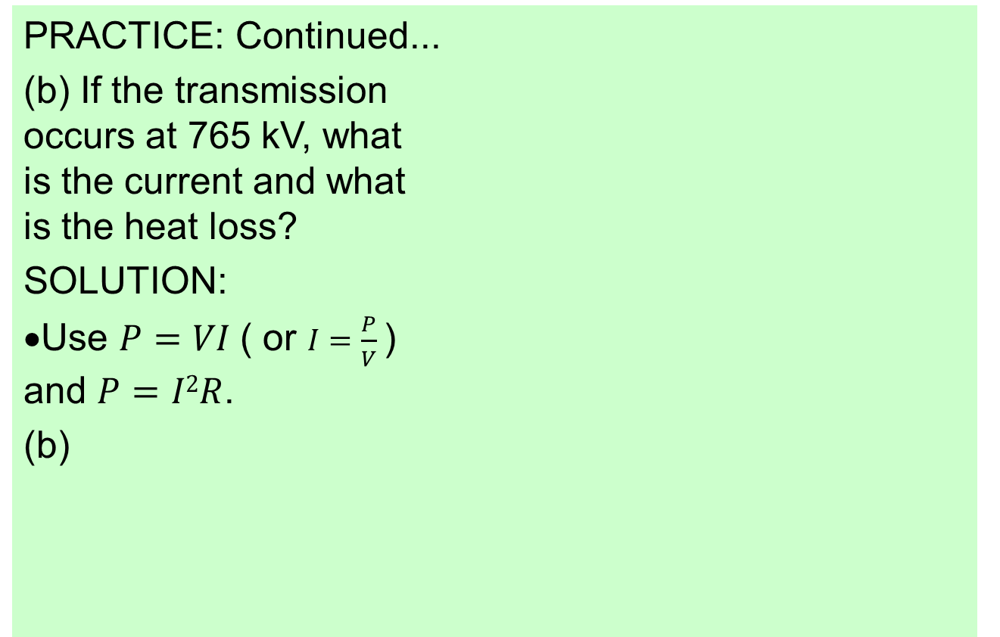 PRACTICE: Continued...
(b) If the transmission
occurs at 765 kV, what
is the current and what
is the heat loss?
SOLUTION:
•Use 𝑃 = 𝑉𝐼 ( or 𝐼 = 𝑃/𝑉 )
and 𝑃 = 𝐼²𝑅.
(b)